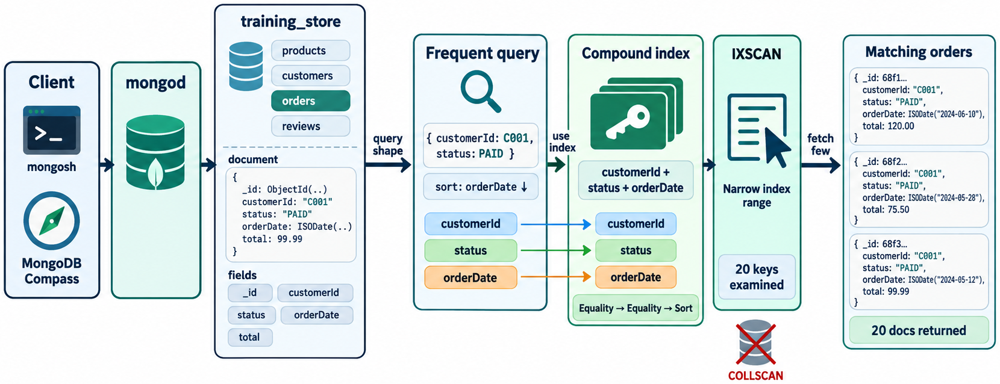 Client
>_
mongosh
MongoDB
Compass
mongod
training_store
products
customers
orders
reviews
document
{
_id: ObjectId(..)
customerId: "C001"
status: "PAID"
orderDate: ISODate(..)
total: 99.99
}
fields
_id
customerId
status
orderDate
total
query
shape
Frequent query
{ customerId: C001,
status: PAID }
sort: orderDate ↓
customerId
status
orderDate
use
index
Compound index
customerId +
status + orderDate
customerId
status
orderDate
Equality → Equality → Sort
IXSCAN
Narrow index
range
20 keys
examined
COLLSCAN
fetch
few
Matching orders
{ _id: 68f1...
customerId: "C001",
status: "PAID",
orderDate: ISODate("2024-06-10"),
total: 120.00
}
{ _id: 68f2...
customerId: "C001",
status: "PAID",
orderDate: ISODate("2024-05-28"),
total: 75.50
}
{ _id: 68f3...
customerId: "C001",
status: "PAID",
orderDate: ISODate("2024-05-12"),
total: 99.99
}
20 docs returned